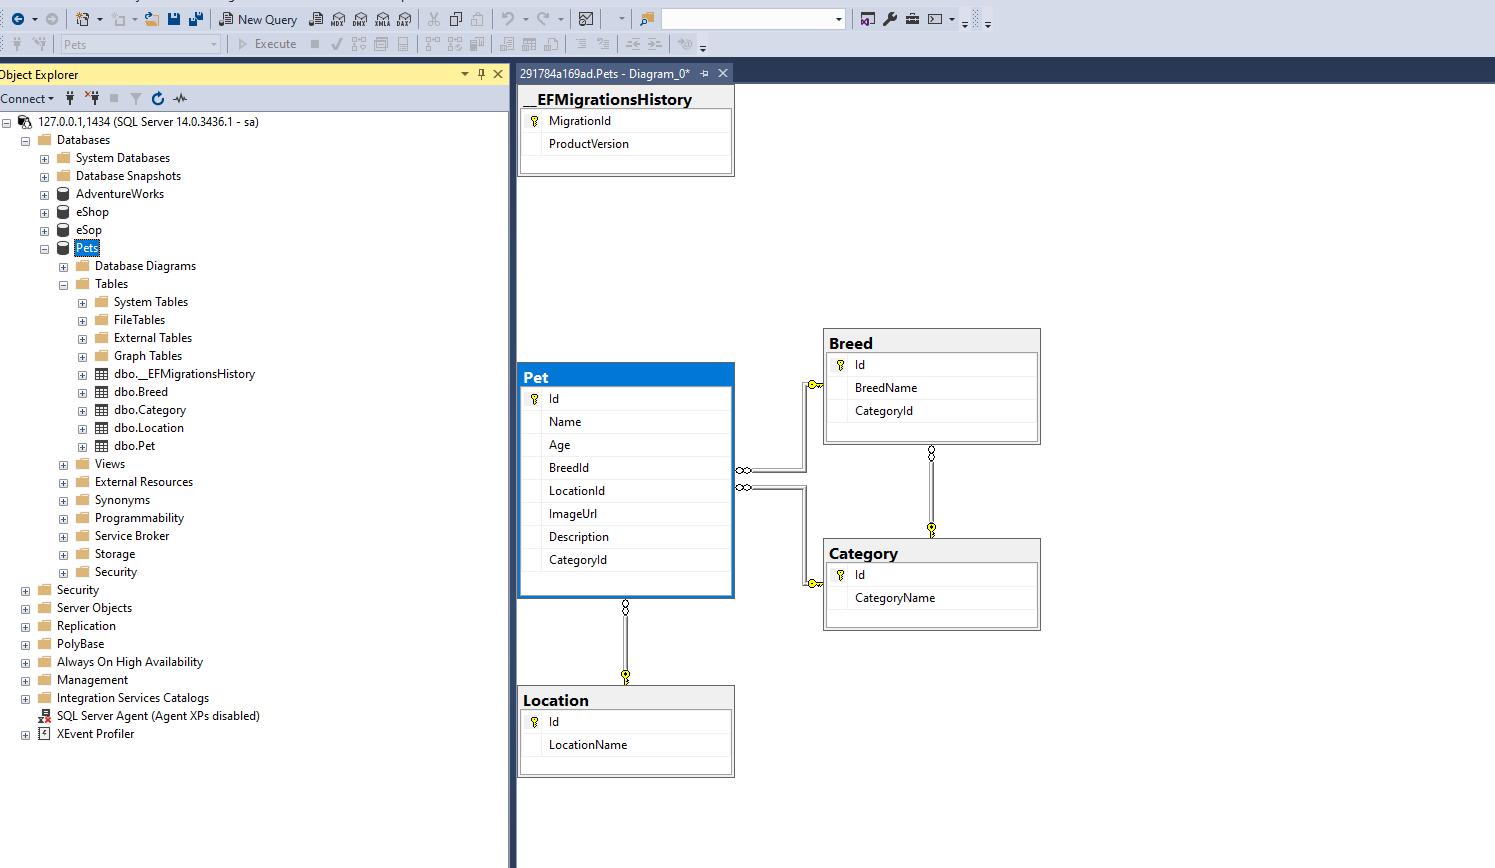 New Query
MDX
DMX
XMLA
DAX
Pets
Execute
Object Explorer
291784a169ad.Pets - Diagram_0*
Connect
127.0.0.1,1434 (SQL Server 14.0.3436.1 - sa)
Databases
System Databases
Database Snapshots
AdventureWorks
eShop
eSop
Pets
Database Diagrams
Tables
System Tables
FileTables
External Tables
Graph Tables
dbo.__EFMigrationsHistory
dbo.Breed
dbo.Category
dbo.Location
dbo.Pet
Views
External Resources
Synonyms
Programmability
Service Broker
Storage
Security
Security
Server Objects
Replication
PolyBase
Always On High Availability
Management
Integration Services Catalogs
SQL Server Agent (Agent XPs disabled)
XEvent Profiler
__EFMigrationsHistory
MigrationId
ProductVersion
Pet
Id
Name
Age
BreedId
LocationId
ImageUrl
Description
CategoryId
Breed
Id
BreedName
CategoryId
Category
Id
CategoryName
Location
Id
LocationName